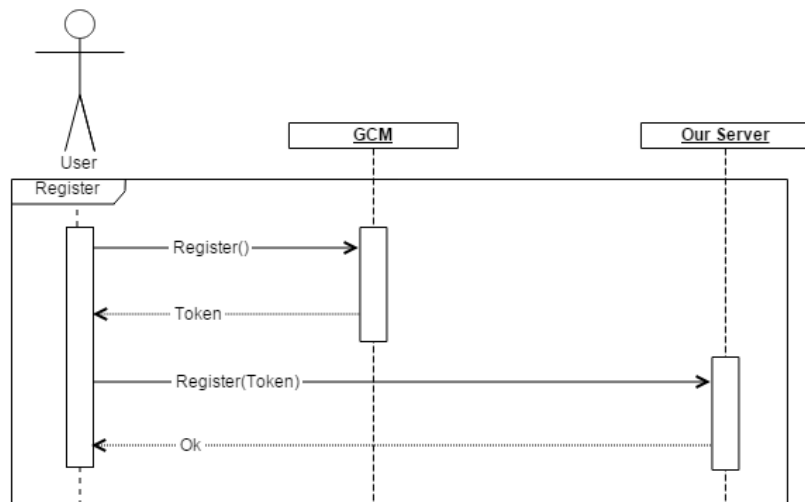 GCM
Our Server
User
Register
Register()
Token
Register(Token)
Ok